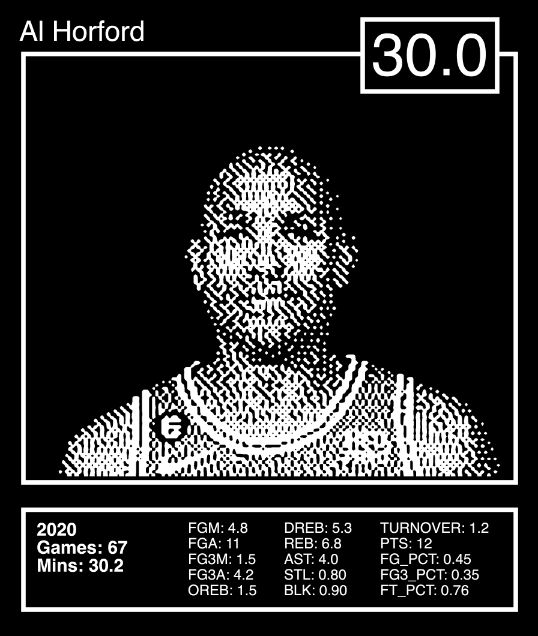 Al Horford
30.0
6
2020
Games: 67
Mins: 30.2
FGM: 4.8
FGA: 11
FG3M: 1.5
FG3A: 4.2
OREB: 1.5
DREB: 5.3
REB: 6.8
AST: 4.0
STL: 0.80
BLK: 0.90
TURNOVER: 1.2
PTS: 12
FG_PCT: 0.45
FG3_PCT: 0.35
FT_PCT: 0.76